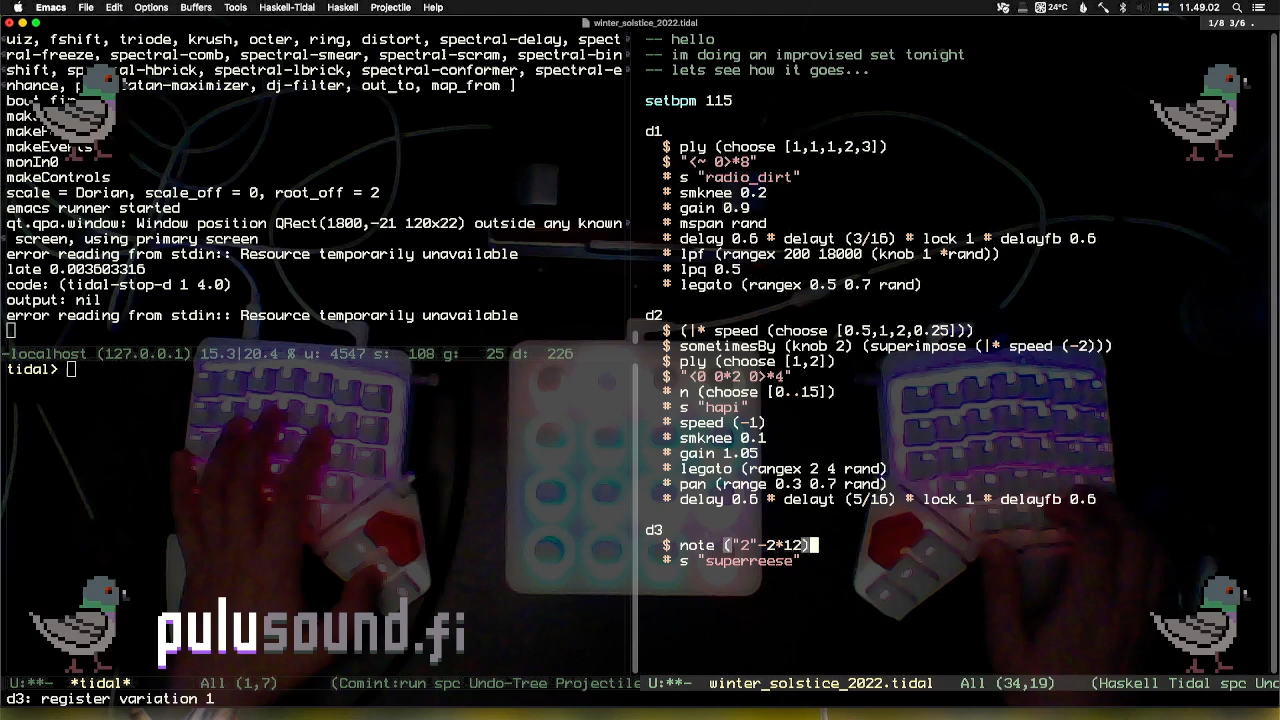 Emacs File Edit Options Buffers Tools Haskell-Tidal Haskell Projectile Help 24°C 11.49.02
winter_solstice_2022.tidal
1/8 3/6 .
wiz, fshift, triode, krush, octer, ring, distort, spectral-delay, spect
ral-freeze, spectral-comb, spectral-smear, spectral-scram, spectral-bin
shift, spectral-hbrick, spectral-lbrick, spectral-conformer, spectral-e
nhance, dj-filter, out_to, map_from ]
makeEvents
monIn0
makeControls
scale = Dorian, scale_off = 0, root_off = 2
emacs runner started
qt.qpa.window: Window position QRect(1800,-21 120x22) outside any known
screen, using primary screen
error reading from stdin:: Resource temporarily unavailable
late 0.003603316
code: (tidal-stop-d 1 4.0)
output: nil
error reading from stdin:: Resource temporarily unavailable
-localhost (127.0.0.1) 15.3|20.4 % u: 4547 s: 108 g: 25 d: 226
tidal>
-- hello
-- im doing an improvised set tonight
-- lets see how it goes...
setbpm 115
d1
$ ply (choose [1,1,1,2,3])
$ "<~ 0>*8"
# s "radio_dirt"
# smknee 0.2
# gain 0.9
# mspan rand
# delay 0.6 # delayt (3/16) # lock 1 # delayfb 0.6
# lpf (rangex 200 18000 (knob 1 *rand))
# lpq 0.5
# legato (rangex 0.5 0.7 rand)
d2
$ (|* speed (choose [0.5,1,2,0.25]))
$ sometimesBy (knob 2) (superimpose (|* speed (-2)))
$ ply (choose [1,2])
$ "<0 0*2 0>*4"
# n (choose [0..15])
# s "hapi"
# speed (-1)
# smknee 0.1
# gain 1.05
# legato (rangex 2 4 rand)
# pan (range 0.3 0.7 rand)
# delay 0.6 # delayt (5/16) # lock 1 # delayfb 0.6
d3
$ note ("2"-2*12)
# s "superreese"
pulusound.fi
U:**- *tidal* All (1,7) (Comint:run spc Undo-Tree Projectile
U:**- winter_solstice_2022.tidal All (34,19) (Haskell Tidal spc Und
d3: register variation 1